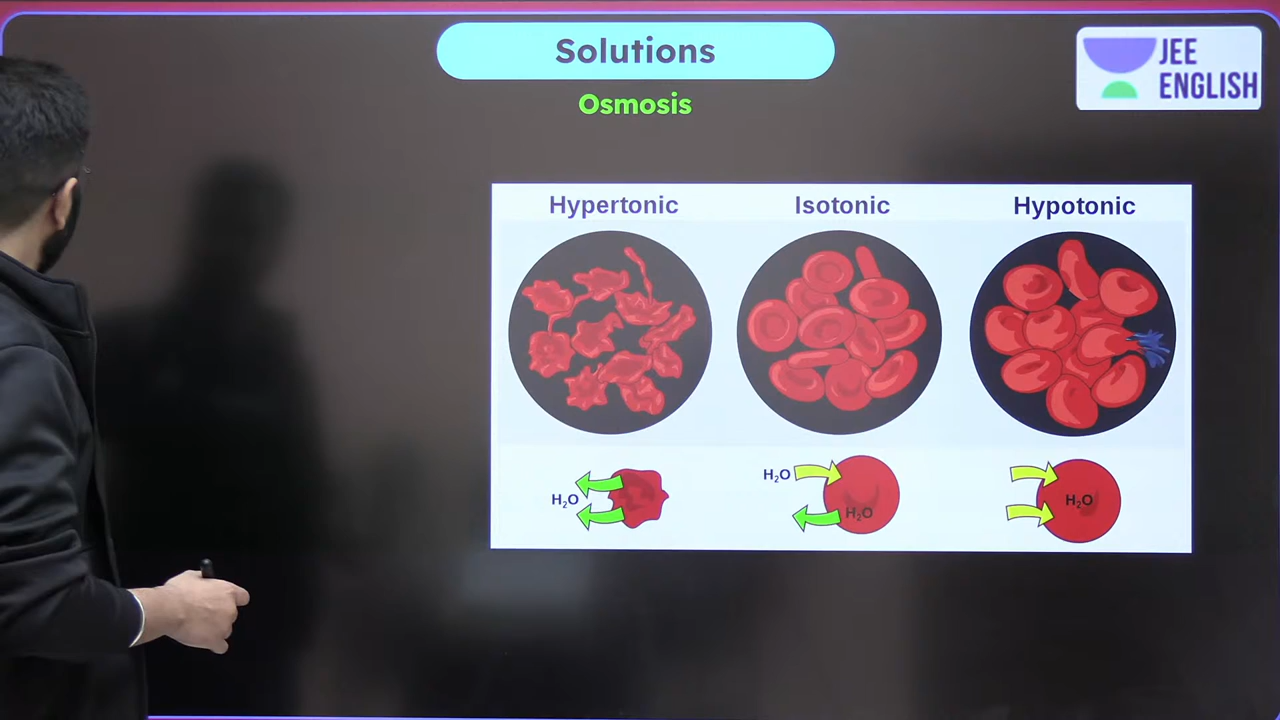 Solutions
JEE
ENGLISH
Osmosis
Hypertonic
Isotonic
Hypotonic
H₂O
H₂O
H₂O
H₂O